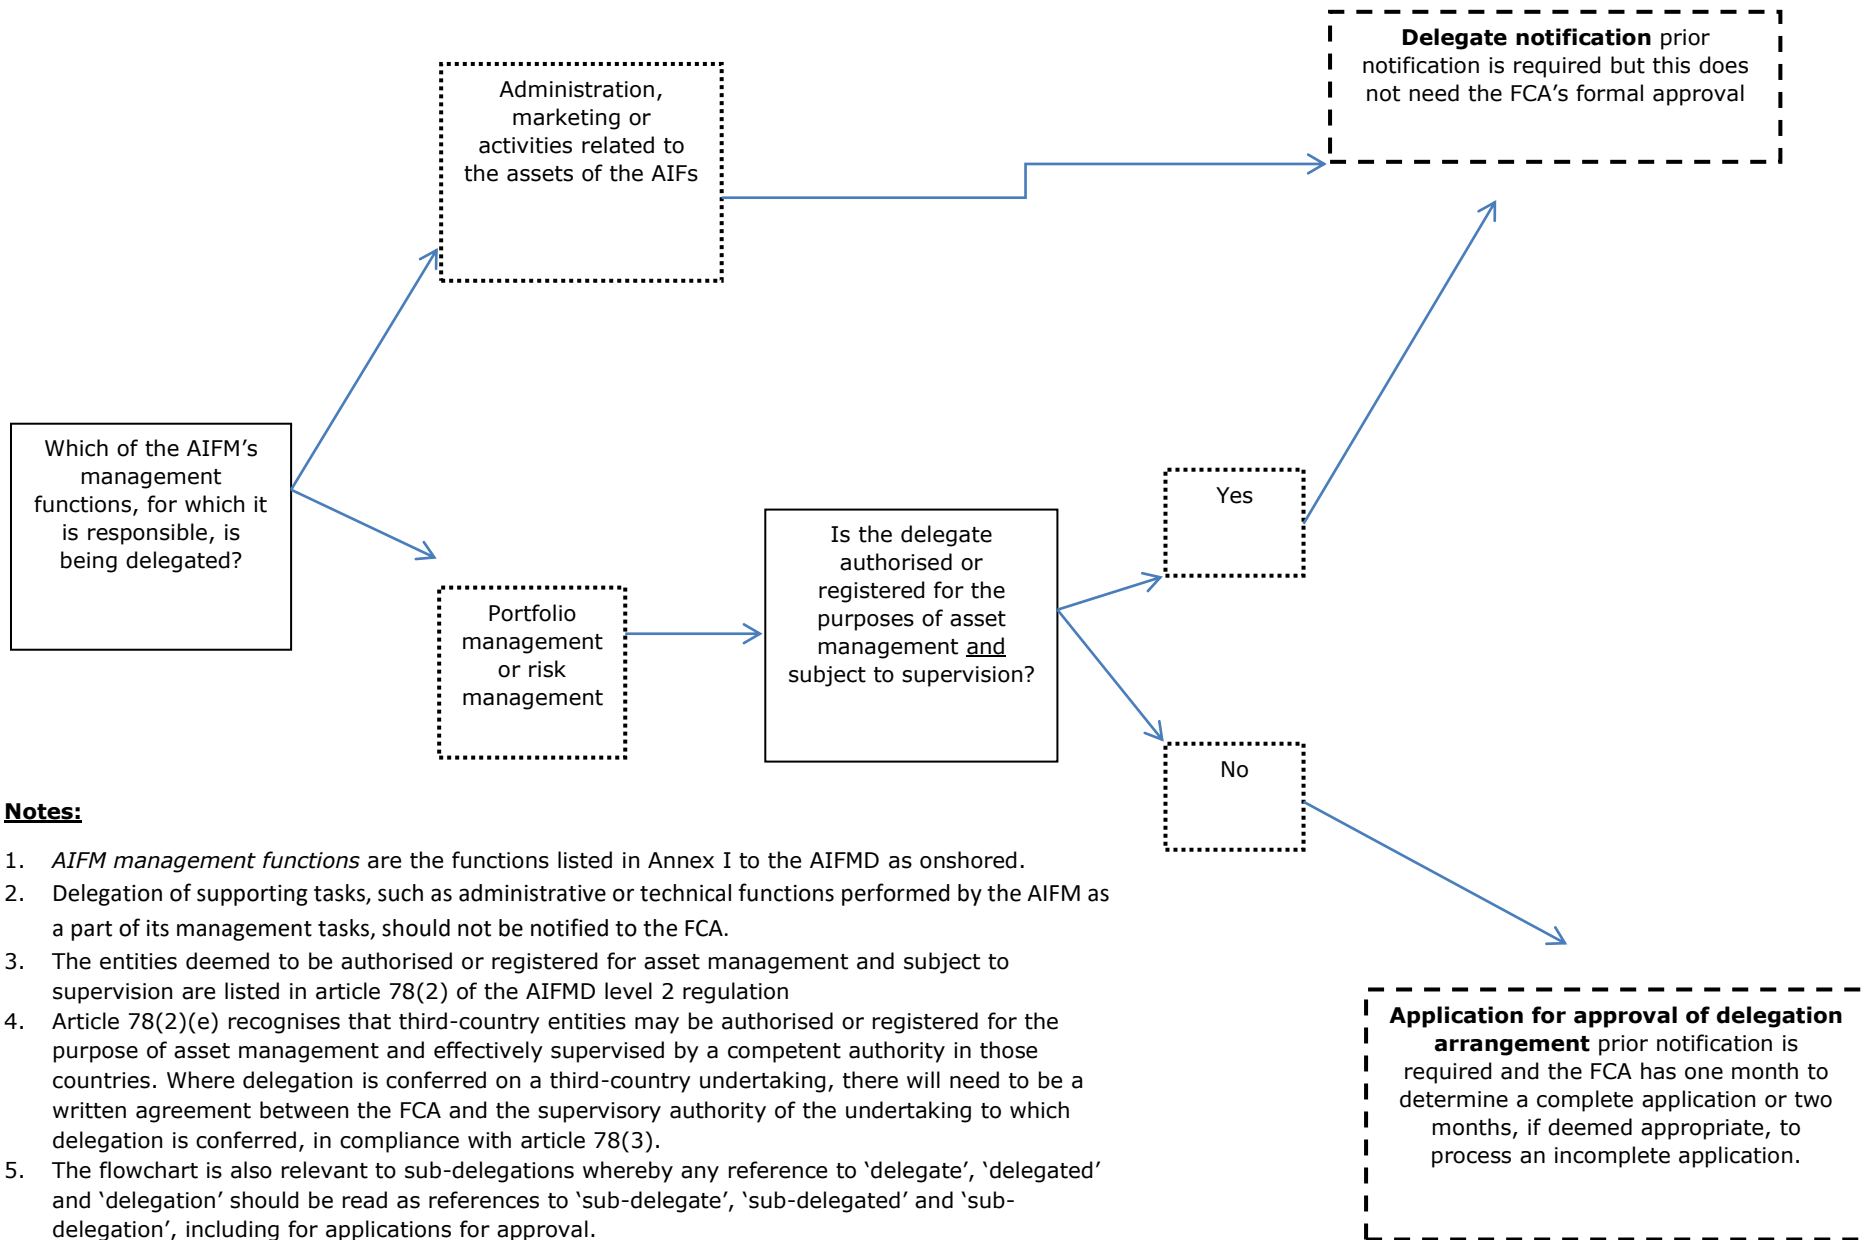 Delegate notification prior
notification is required but this does
not need the FCA’s formal approval
Administration,
marketing or
activities related to
the assets of the AIFs
Which of the AIFM’s
management
functions, for which it
is responsible, is
being delegated?
Portfolio
management
or risk
management
Is the delegate
authorised or
registered for the
purposes of asset
management and
subject to supervision?
Yes
No
Application for approval of delegation
arrangement prior notification is
required and the FCA has one month to
determine a complete application or two
months, if deemed appropriate, to
process an incomplete application.
Notes:
1. AIFM management functions are the functions listed in Annex I to the AIFMD as onshored.
2. Delegation of supporting tasks, such as administrative or technical functions performed by the AIFM as
a part of its management tasks, should not be notified to the FCA.
3. The entities deemed to be authorised or registered for asset management and subject to
supervision are listed in article 78(2) of the AIFMD level 2 regulation
4. Article 78(2)(e) recognises that third-country entities may be authorised or registered for the
purpose of asset management and effectively supervised by a competent authority in those
countries. Where delegation is conferred on a third-country undertaking, there will need to be a
written agreement between the FCA and the supervisory authority of the undertaking to which
delegation is conferred, in compliance with article 78(3).
5. The flowchart is also relevant to sub-delegations whereby any reference to ‘delegate’, ‘delegated’
and ‘delegation’ should be read as references to ‘sub-delegate’, ‘sub-delegated’ and ‘sub-
delegation’, including for applications for approval.